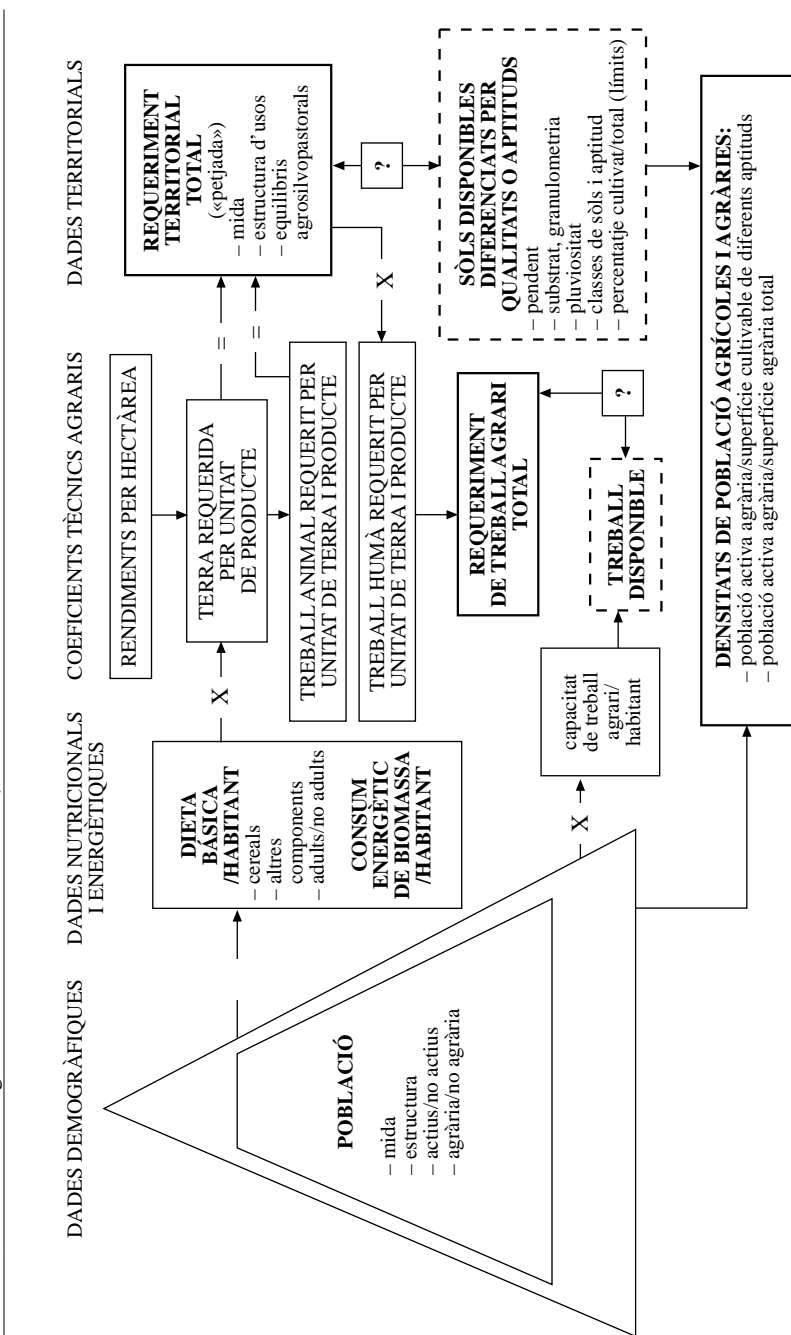 DADES DEMOGRÀFIQUES
DADES NUTRICIONALS
I ENERGÈTIQUES
COEFICIENTS TÈCNICS AGRARIS
DADES TERRITORIALS
POBLACIÓ
– mida
– estructura
– actius/no actius
– agrària/no agrària
DIETA
BÁSICA
/HABITANT
– cereals
– altres
components
– adults/no adults
CONSUM
ENERGÈTIC
DE BIOMASSA
/HABITANT
X
RENDIMENTS PER HECTÀREA
TERRA REQUERIDA
PER UNITAT
DE PRODUCTE
TREBALL ANIMAL REQUERIT PER
UNITAT DE TERRA I PRODUCTE
TREBALL HUMÀ REQUERIT PER
UNITAT DE TERRA I PRODUCTE
=
=
X
REQUERIMENT
TERRITORIAL
TOTAL
(«petjada»)
– mida
– estructura d’usos
– equilibris
agrosilvopastorals
?
REQUERIMENT
DE TREBALL AGRARI
TOTAL
?
TREBALL
DISPONIBLE
X
capacitat
de treball
agrari/
habitant
SÒLS DISPONIBLES
DIFERENCIATS PER
QUALITATS O APTITUDS
– pendent
– substrat, granulometria
– pluviositat
– classes de sòls i aptitud
– percentatje cultivat/total (límits)
DENSITATS DE POBLACIÓ AGRÍCOLES I AGRÀRIES:
– població activa agrària/superfície cultivable de diferents aptituds
– població activa agrària/superfície agrària total